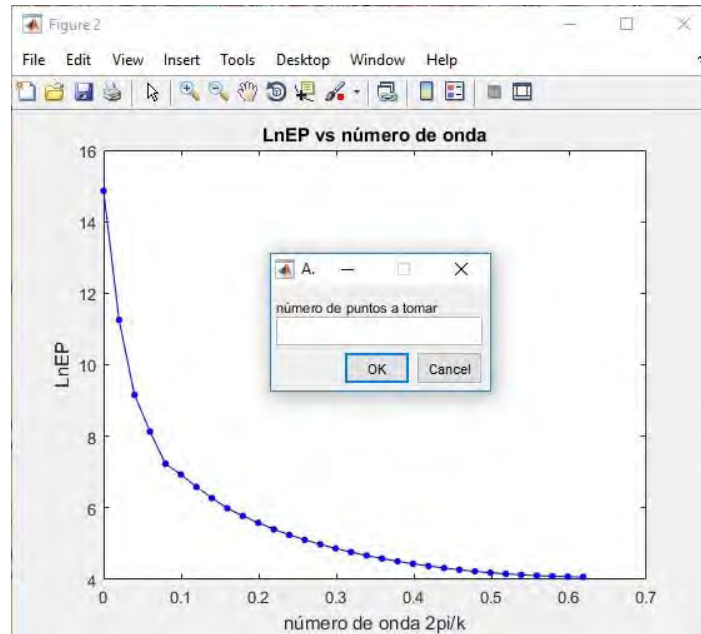 Figure 2
File Edit View Insert Tools Desktop Window Help
LnEP vs número de onda
16
14
12
10
8
6
4
LnEP
A.
número de puntos a tomar
OK Cancel
0 0.1 0.2 0.3 0.4 0.5 0.6 0.7
número de onda 2pi/k